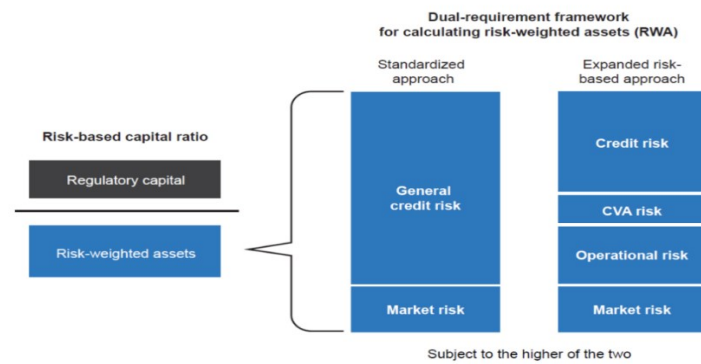 Dual-requirement framework
for calculating risk-weighted assets (RWA)
Standardized
approach
Expanded risk-
based approach
Risk-based capital ratio
Regulatory capital
Risk-weighted assets
General
credit risk
Market risk
Credit risk
CVA risk
Operational risk
Market risk
Subject to the higher of the two